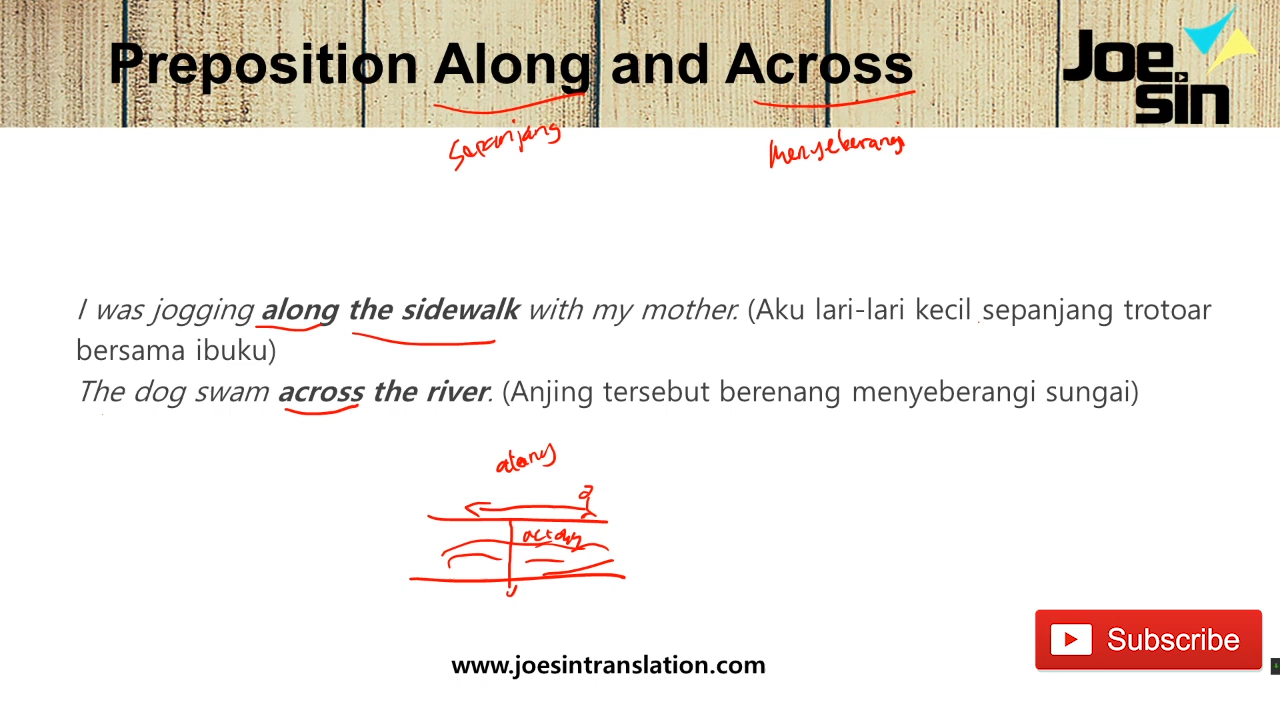 Preposition Along and Across
Joe
sin
sepanjang
menyeberangi
I was jogging along the sidewalk with my mother. (Aku lari-lari kecil sepanjang trotoar
bersama ibuku)
The dog swam across the river. (Anjing tersebut berenang menyeberangi sungai)
along
Subscribe
www.joesintranslation.com